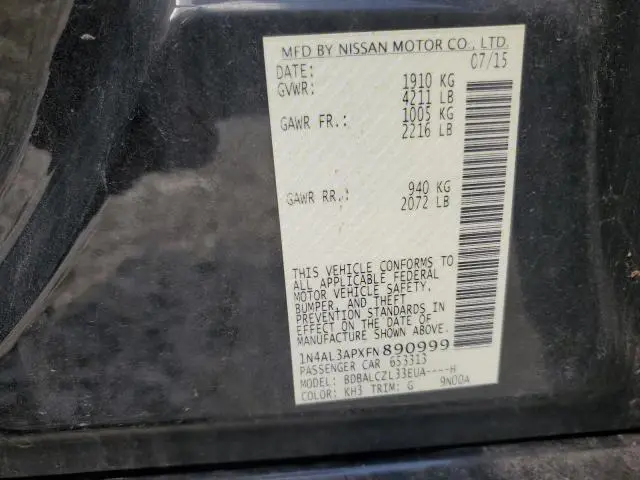 MFD BY NISSAN MOTOR CO., LTD.
DATE: 07/15
GVWR: 1910 KG
4211 LB
GAWR FR.: 1005 KG
2216 LB
GAWR RR.: 940 KG
2072 LB
THIS VEHICLE CONFORMS TO
ALL APPLICABLE FEDERAL
MOTOR VEHICLE SAFETY,
BUMPER, AND THEFT
PREVENTION STANDARDS IN
EFFECT ON THE DATE OF
MANUFACTURE SHOWN ABOVE.
1N4AL3APXFN890999
PASSENGER CAR 653313
MODEL: BDBALCZL33EUA----H
COLOR: KH3 TRIM: G 9N00A